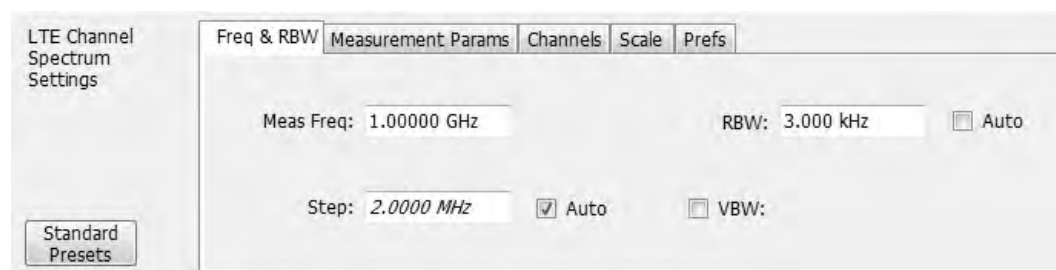 LTE Channel
Spectrum
Settings
Freq & RBW Measurement Params Channels Scale Prefs
Meas Freq: 1.00000 GHz RBW: 3.000 kHz Auto
Step: 2.0000 MHz Auto VBW:
Standard
Presets